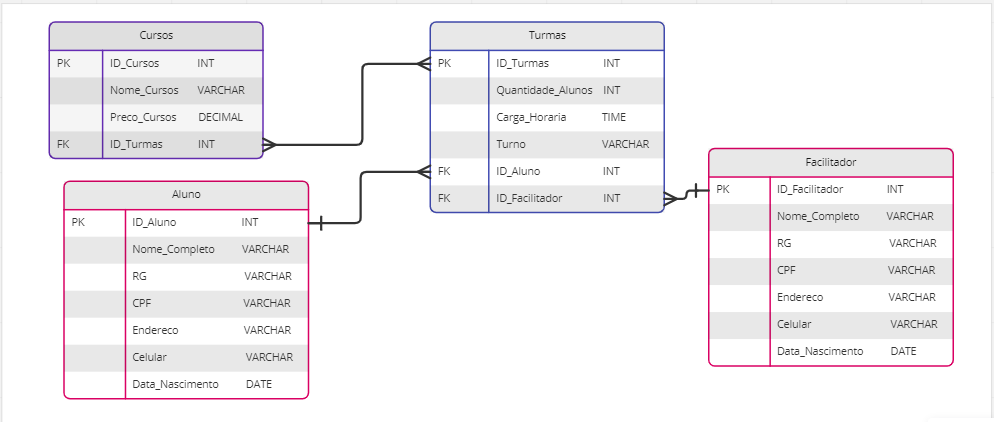 Cursos
PK ID_Cursos INT
Nome_Cursos VARCHAR
Preco_Cursos DECIMAL
FK ID_Turmas INT
Turmas
PK ID_Turmas INT
Quantidade_Alunos INT
Carga_Horaria TIME
Turno VARCHAR
FK ID_Aluno INT
FK ID_Facilitador INT
Aluno
PK ID_Aluno INT
Nome_Completo VARCHAR
RG VARCHAR
CPF VARCHAR
Endereco VARCHAR
Celular VARCHAR
Data_Nascimento DATE
Facilitador
PK ID_Facilitador INT
Nome_Completo VARCHAR
RG VARCHAR
CPF VARCHAR
Endereco VARCHAR
Celular VARCHAR
Data_Nascimento DATE